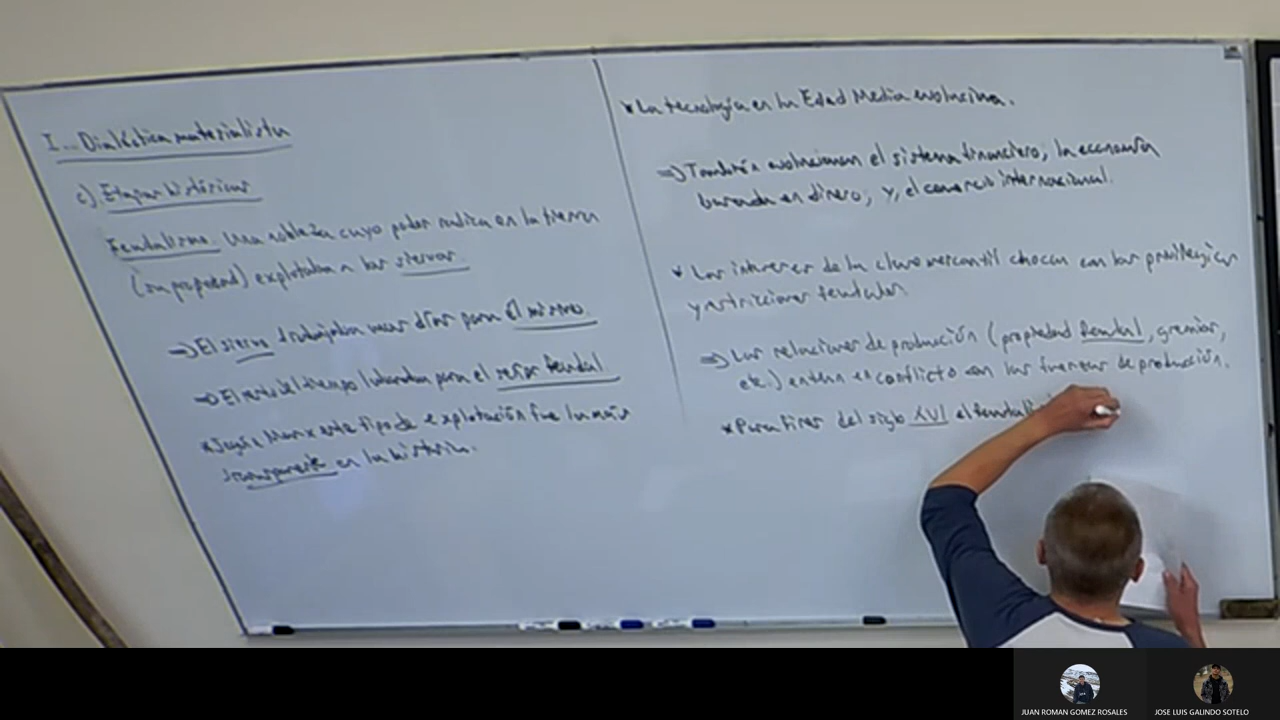 I.- Dialéctica materialista
c) Etapas históricas
Feudalismo. Una nobleza cuyo poder radica en la tierra
(su propiedad) explotaba a los siervos
=> El siervo trabajaba unos días para él mismo.
=> El resto del tiempo laboraba para el señor feudal
* Según Marx este tipo de explotación fue la más
transparente en la historia.
* La tecnología en la Edad Media evoluciona.
=> También evolucionan el sistema financiero, la economía
basada en dinero, y, el comercio internacional.
* Los intereses de la clase mercantil chocan con los privilegios
y restricciones feudales.
=> Las relaciones de producción (propiedad feudal, gremios,
etc.) entran en conflicto con las fuerzas de producción.
* Para fines del siglo XVI el
JUAN ROMAN GOMEZ ROSALES
JOSE LUIS GALINDO SOTELO